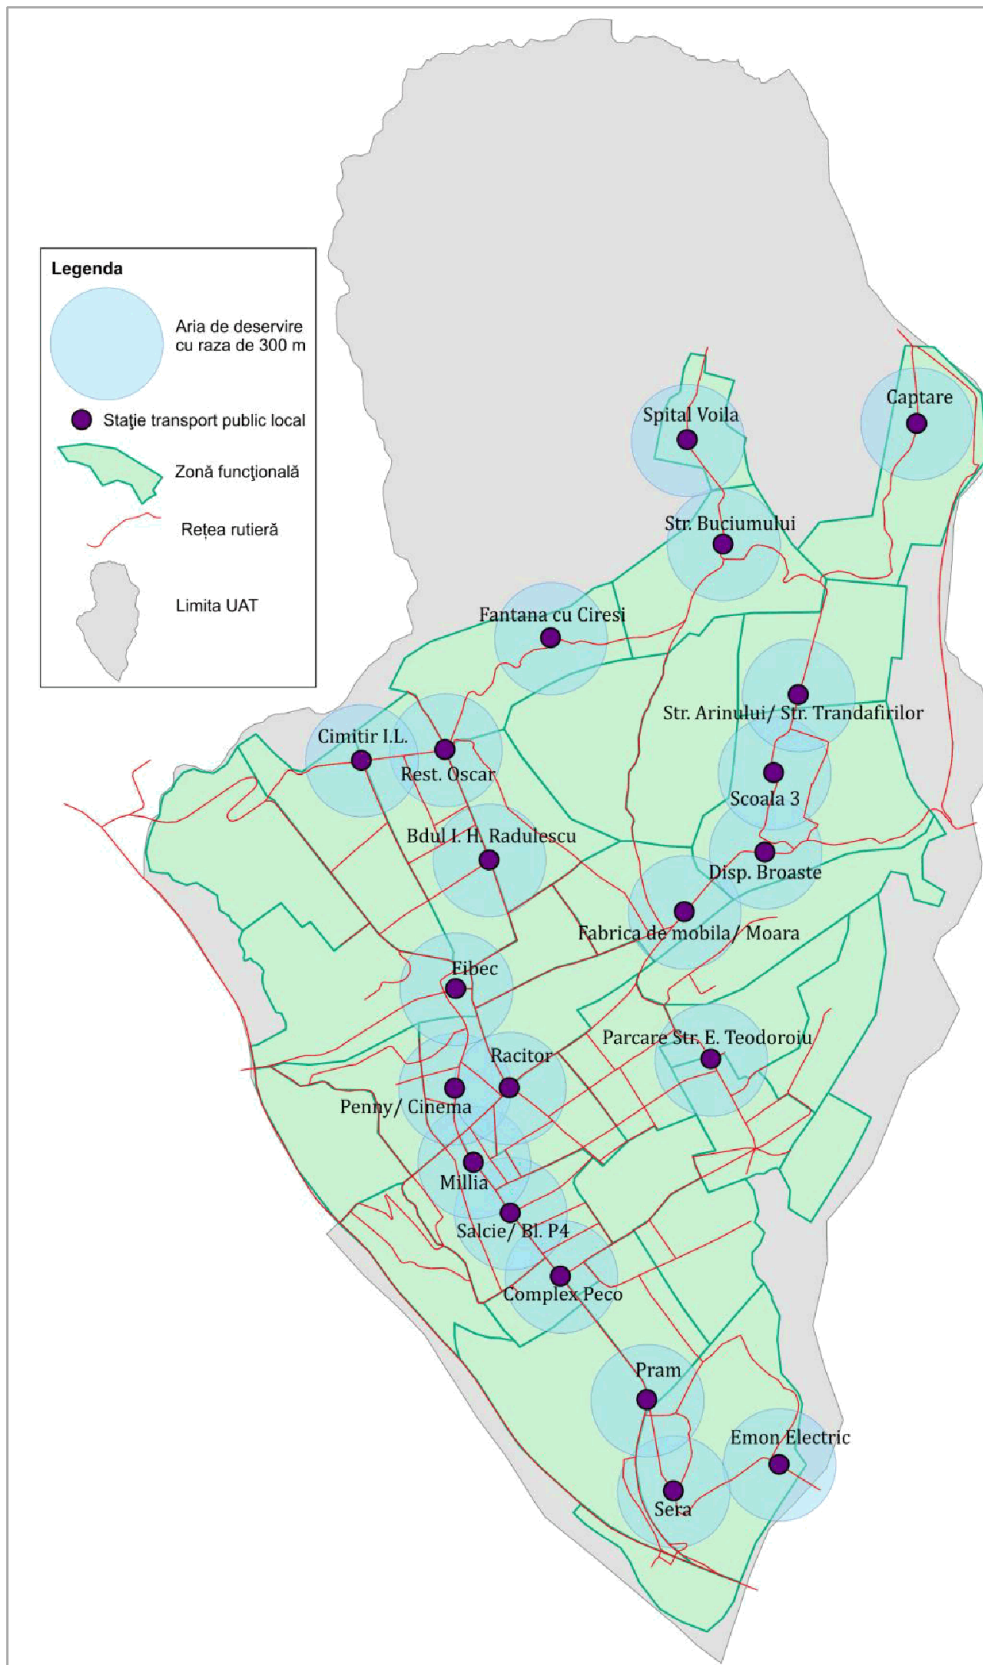 Legenda
Aria de deservire
cu raza de 300 m
Staţie transport public local
Zonă funcţională
Rețea rutieră
Limita UAT
Captare
Spital Voila
Str. Buciumului
Fantana cu Ciresi
Str. Arinului/ Str. Trandafirilor
Cimitir I.L.
Rest. Oscar
Scoala 3
Bdul I. H. Radulescu
Disp. Broaste
Fabrica de mobila/ Moara
Eibec
Parcare Str. E. Teodoroiu
Racitor
Penny/ Cinema
Millia
Salcie/ Bl. P4
Complex Peco
Pram
Emon Electric
Sera